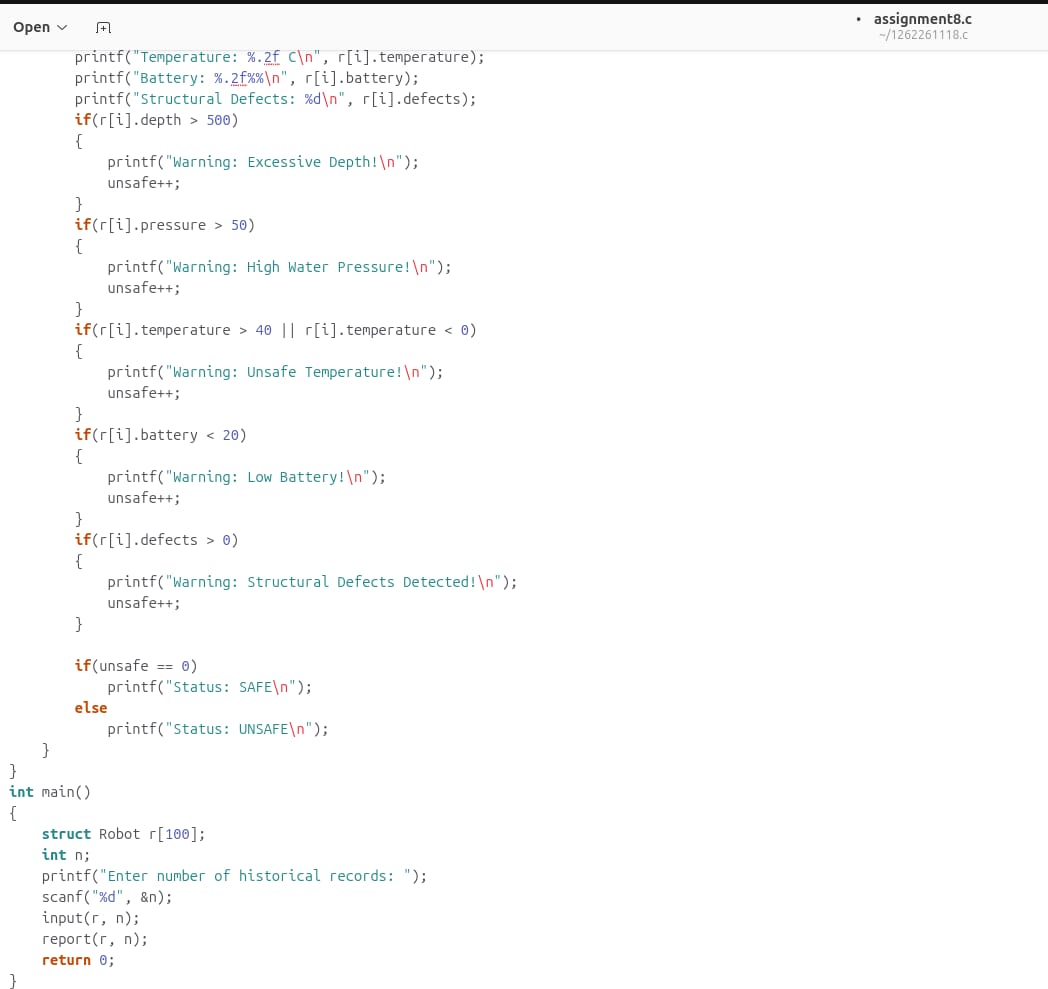 Open
assignment8.c
~/1262261118.c
        printf("Temperature: %.2f C\n", r[i].temperature);
        printf("Battery: %.2f%%\n", r[i].battery);
        printf("Structural Defects: %d\n", r[i].defects);
        if(r[i].depth > 500)
        {
            printf("Warning: Excessive Depth!\n");
            unsafe++;
        }
        if(r[i].pressure > 50)
        {
            printf("Warning: High Water Pressure!\n");
            unsafe++;
        }
        if(r[i].temperature > 40 || r[i].temperature < 0)
        {
            printf("Warning: Unsafe Temperature!\n");
            unsafe++;
        }
        if(r[i].battery < 20)
        {
            printf("Warning: Low Battery!\n");
            unsafe++;
        }
        if(r[i].defects > 0)
        {
            printf("Warning: Structural Defects Detected!\n");
            unsafe++;
        }

        if(unsafe == 0)
            printf("Status: SAFE\n");
        else
            printf("Status: UNSAFE\n");
    }
}
int main()
{
    struct Robot r[100];
    int n;
    printf("Enter number of historical records: ");
    scanf("%d", &n);
    input(r, n);
    report(r, n);
    return 0;
}